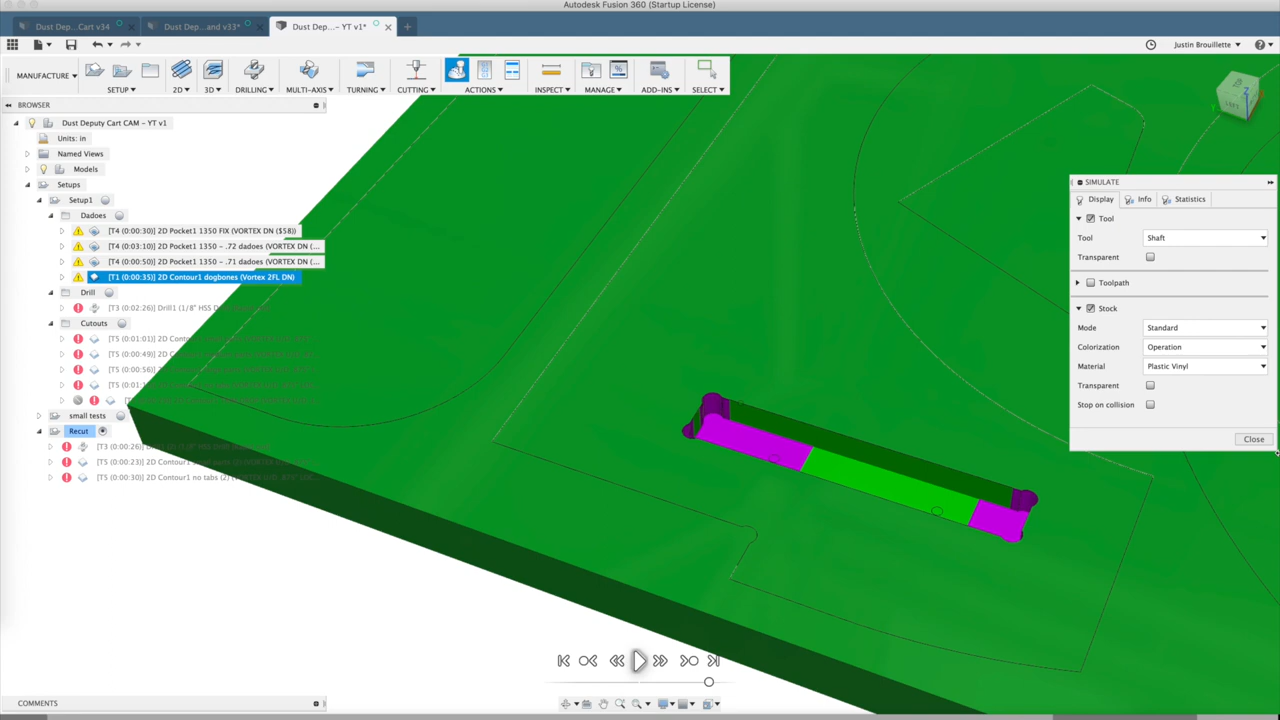 Autodesk Fusion 360 (Startup License)
Dust Dep...Cart v34
Dust Dep...and v33*
Dust Dep...– YT v1*
Justin Brouillette
MANUFACTURE
SETUP
2D
3D
DRILLING
MULTI-AXIS
TURNING
CUTTING
ACTIONS
INSPECT
MANAGE
ADD-INS
SELECT
BROWSER
Dust Deputy Cart CAM – YT v1
Units: in
Named Views
Models
Setups
Setup1
Dadoes
[T4 (0:00:30)] 2D Pocket1 1350 FIX (VORTEX DN ($58))
[T4 (0:03:10)] 2D Pocket1 1350 – .72 dadoes (VORTEX DN (...
[T4 (0:00:50)] 2D Pocket1 1350 – .71 dadoes (VORTEX DN (...
[T1 (0:00:35)] 2D Contour1 dogbones (Vortex 2FL DN)
Drill
[T3 (0:02:26)] Drill1 (1/8" HSS
Cutouts
[T5 (0:01:01)] 2D
[T5 (0:00:49)] 2D
[T5 (0:00:56)] 2D
small tests
Recut
[T3 (0:00:26)]
[T5 (0:00:23)] 2D Contour1
[T5 (0:00:30)] 2D Contour1 no tabs (2)
SIMULATE
Display
Info
Statistics
Tool
Tool
Shaft
Transparent
Toolpath
Stock
Mode
Standard
Colorization
Operation
Material
Plastic Vinyl
Transparent
Stop on collision
Close
COMMENTS